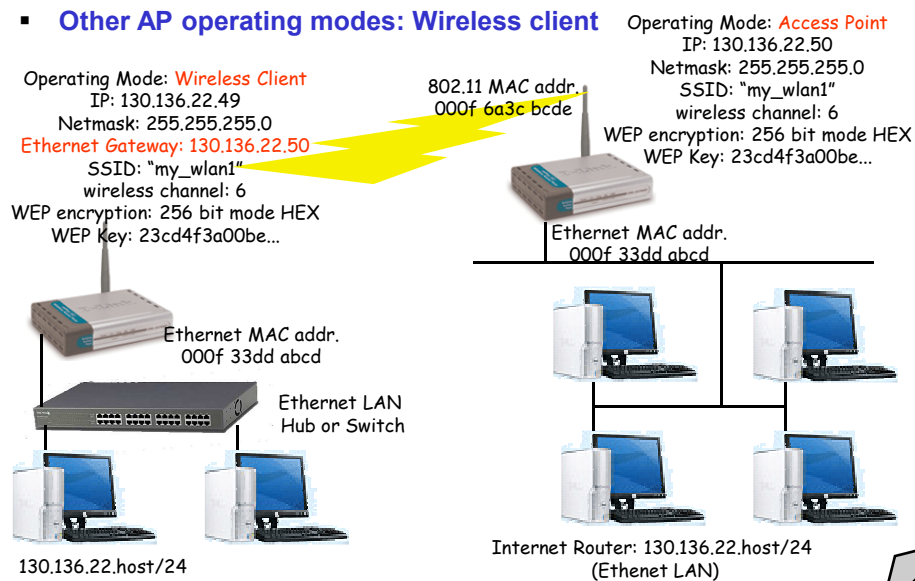 ▪ Other AP operating modes: Wireless client
Operating Mode: Access Point
IP: 130.136.22.50
Netmask: 255.255.255.0
SSID: “my_wlan1”
wireless channel: 6
WEP encryption: 256 bit mode HEX
WEP Key: 23cd4f3a00be...
Operating Mode: Wireless Client
IP: 130.136.22.49
Netmask: 255.255.255.0
Ethernet Gateway: 130.136.22.50
SSID: “my_wlan1”
wireless channel: 6
WEP encryption: 256 bit mode HEX
WEP Key: 23cd4f3a00be...
802.11 MAC addr.
000f 6a3c bcde
Ethernet MAC addr.
000f 33dd abcd
Ethernet MAC addr.
000f 33dd abcd
Ethernet LAN
Hub or Switch
130.136.22.host/24
Internet Router: 130.136.22.host/24
(Ethenet LAN)